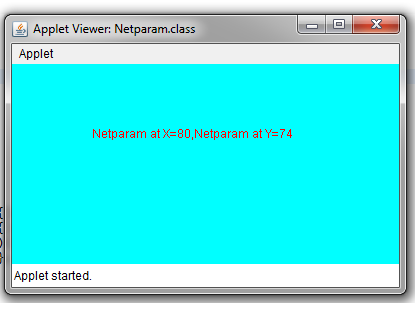 Applet Viewer: Netparam.class
Applet
Netparam at X=80,Netparam at Y=74
Applet started.